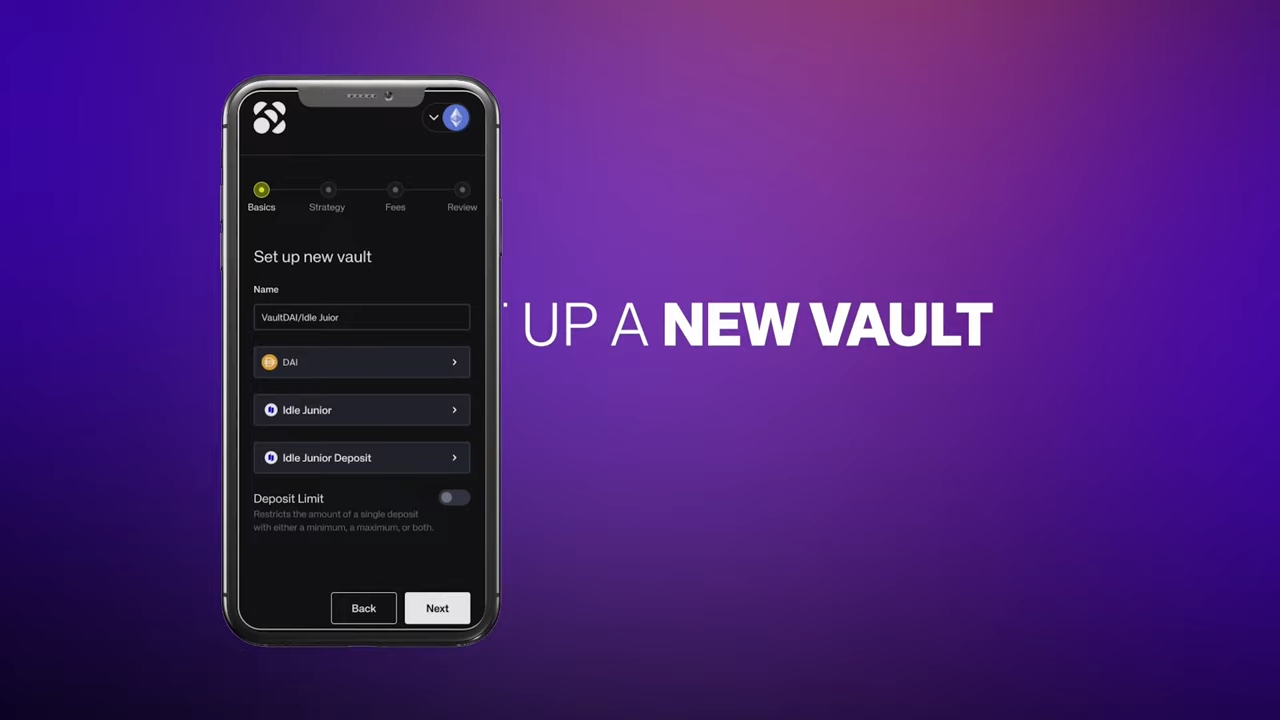 Basics Strategy Fees Review
Set up new vault
Name
VaultDAI/Idle Juior
DAI
Idle Junior
Idle Junior Deposit
Deposit Limit
Restricts the amount of a single deposit
with either a minimum, a maximum, or both.
Back Next
UP A NEW VAULT